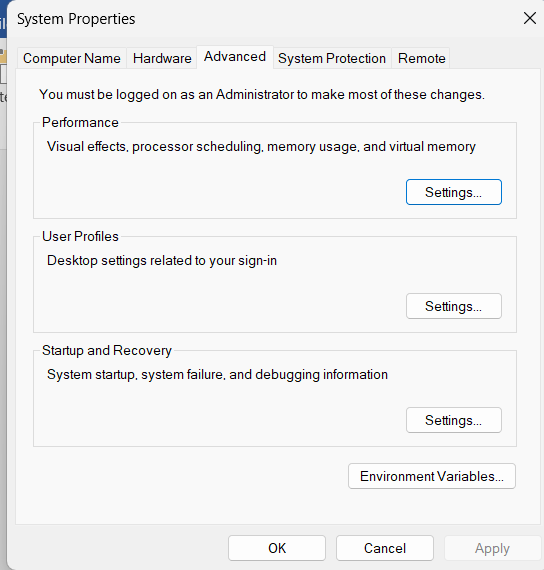 System Properties
Computer Name
Hardware
Advanced
System Protection
Remote
You must be logged on as an Administrator to make most of these changes.
Performance
Visual effects, processor scheduling, memory usage, and virtual memory
Settings...
User Profiles
Desktop settings related to your sign-in
Settings...
Startup and Recovery
System startup, system failure, and debugging information
Settings...
Environment Variables...
OK
Cancel
Apply